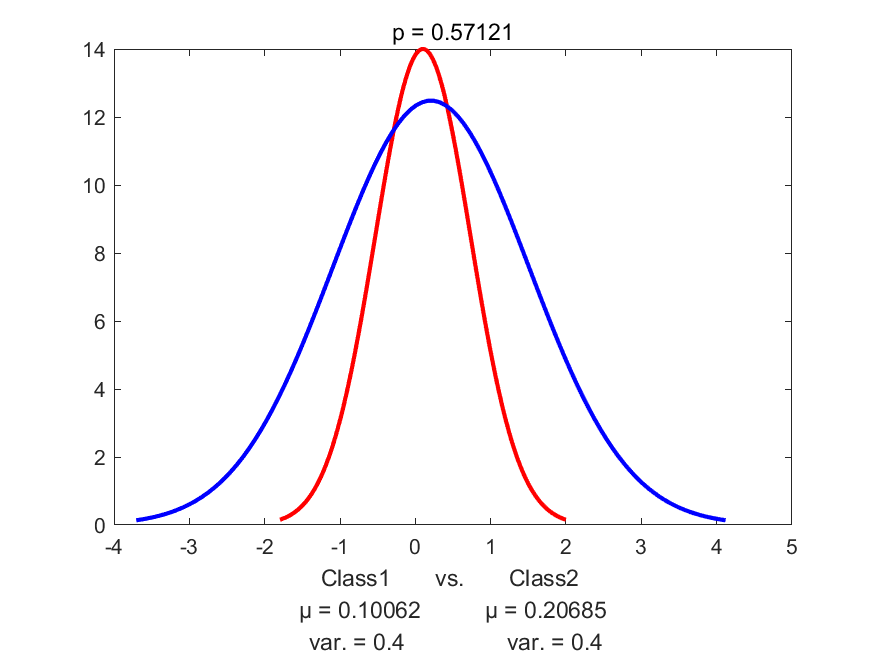 p = 0.57121
14
12
10
8
6
4
2
0
-4 -3 -2 -1 0 1 2 3 4 5
Class1 vs. Class2
μ = 0.10062 μ = 0.20685
var. = 0.4 var. = 0.4